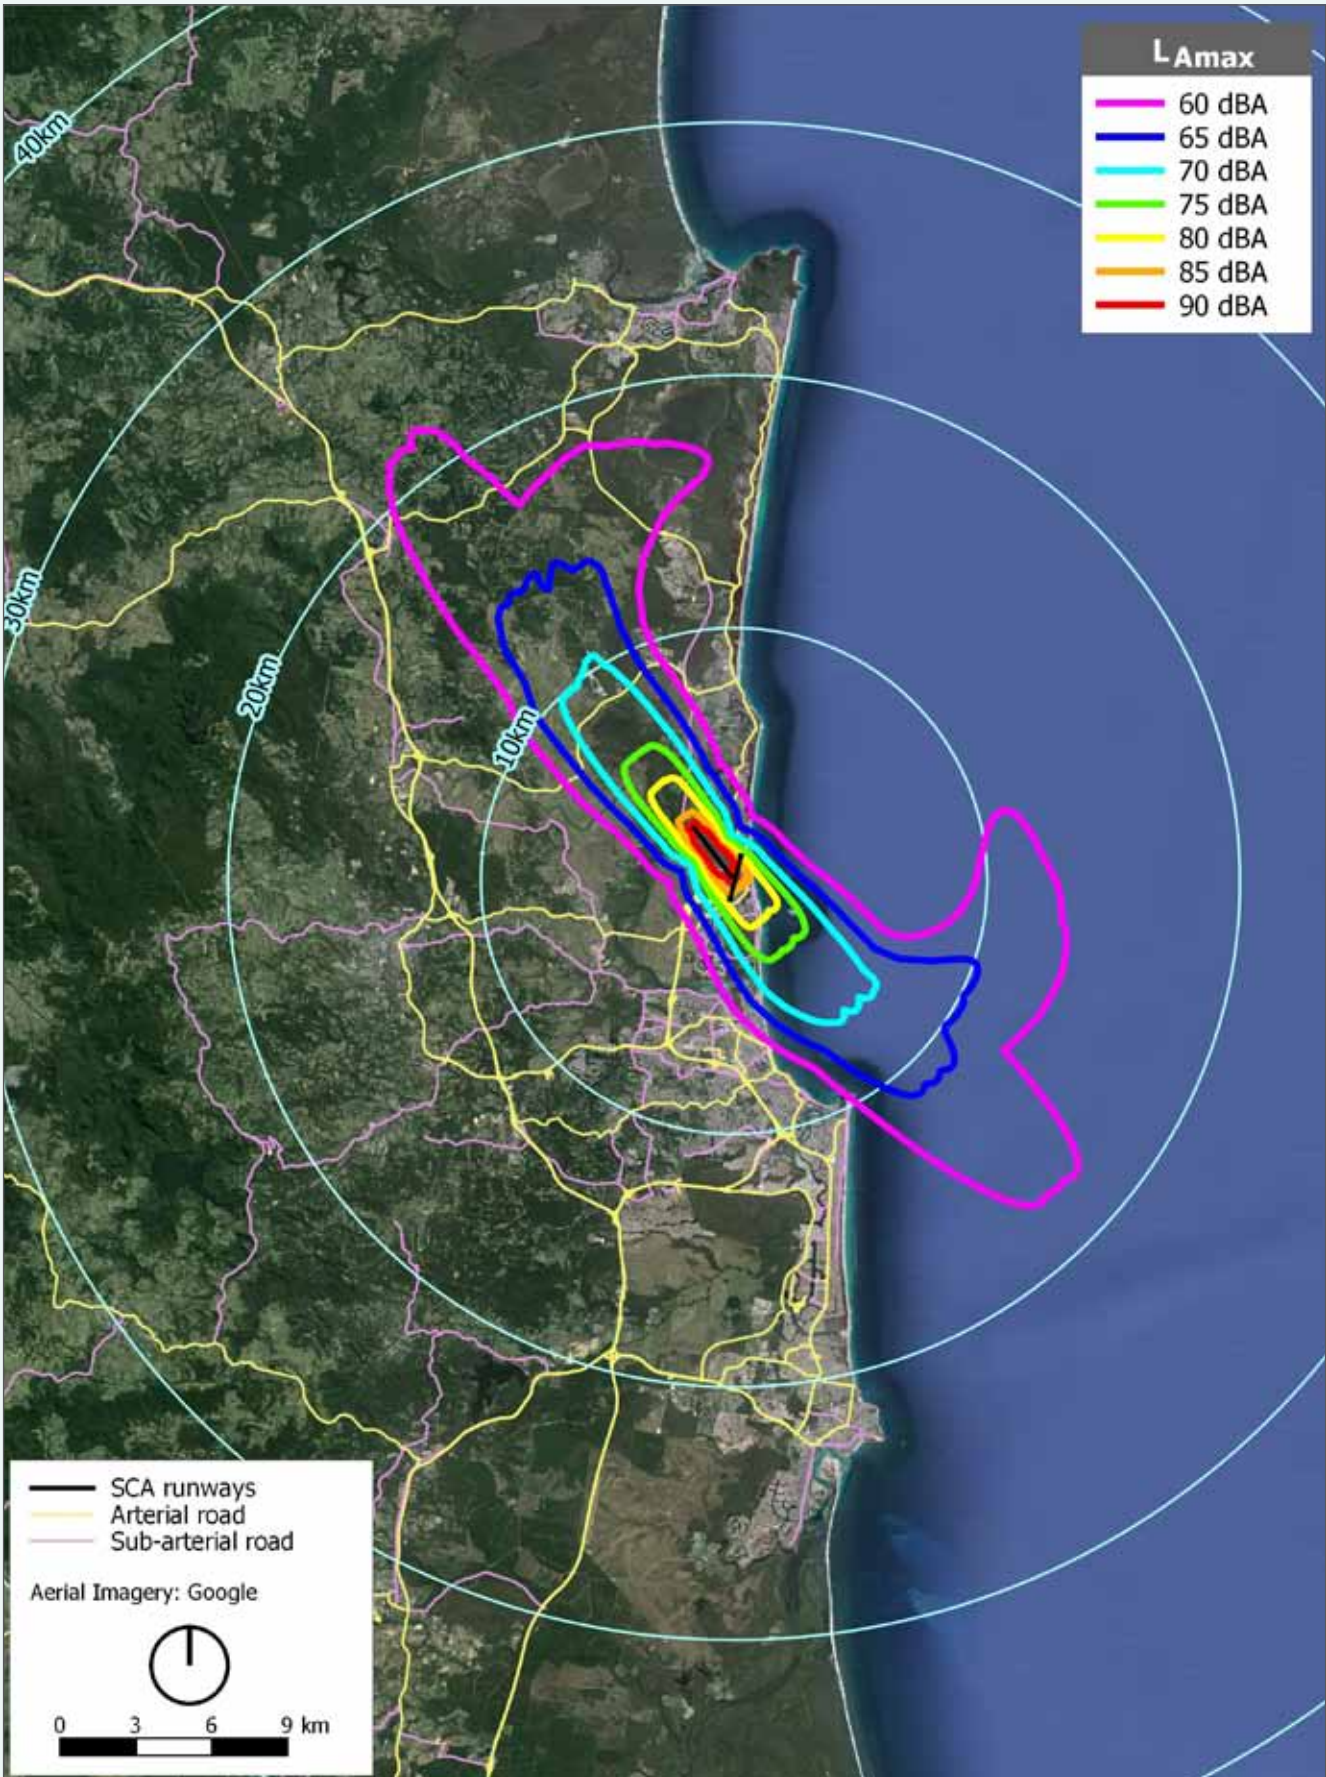 L Amax
60 dBA
65 dBA
70 dBA
75 dBA
80 dBA
85 dBA
90 dBA
40km
30km
20km
10km
SCA runways
Arterial road
Sub-arterial road
Aerial Imagery: Google
0 3 6 9 km